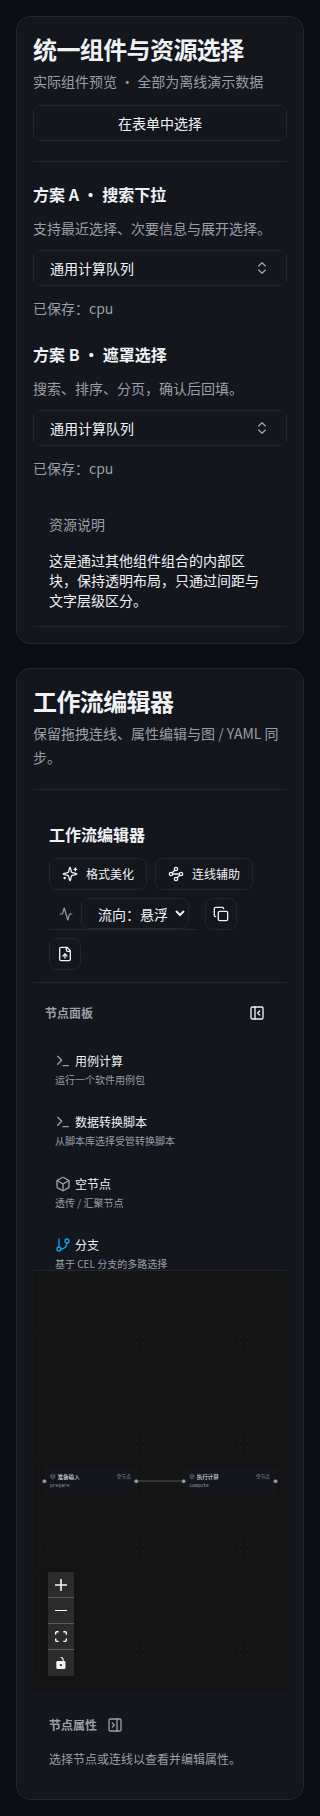 统一组件与资源选择
实际组件预览 · 全部为离线演示数据
在表单中选择
方案 A · 搜索下拉
支持最近选择、次要信息与展开选择。
通用计算队列
已保存：cpu
方案 B · 遮罩选择
搜索、排序、分页，确认后回填。
通用计算队列
已保存：cpu
资源说明
这是通过其他组件组合的内部区
块，保持透明布局，只通过间距与
文字层级区分。
工作流编辑器
保留拖拽连线、属性编辑与图 / YAML 同
步。
工作流编辑器
格式美化
连线辅助
流向：悬浮
节点面板
用例计算
运行一个软件用例包
数据转换脚本
从脚本库选择受管转换脚本
空节点
透传 / 汇聚节点
分支
基于 CEL 分支的多路选择
准备输入 空节点
prepare
执行计算 空节点
compute
节点属性
选择节点或连线以查看并编辑属性。